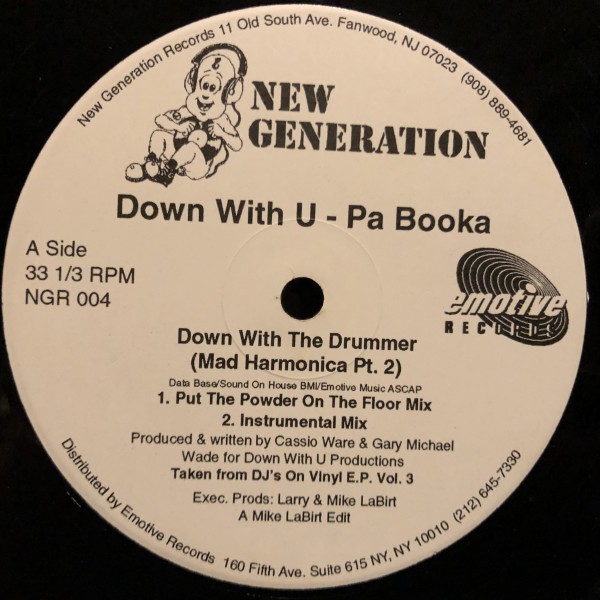 New Generation Records 11 Old South Ave. Fanwood, NJ 07023 (908) 889-4681
NEW
GENERATION
Down With U - Pa Booka
A Side
33 1/3 RPM
NGR 004
emotive
RECORDS
Down With The Drummer
(Mad Harmonica Pt. 2)
Data Base/Sound On House BMI/Emotive Music ASCAP
1. Put The Powder On The Floor Mix
2. Instrumental Mix
Produced & written by Cassio Ware & Gary Michael
Wade for Down With U Productions
Taken from DJ's On Vinyl E.P. Vol. 3
Exec. Prods: Larry & Mike LaBirt
A Mike LaBirt Edit
Distributed by Emotive Records 160 Fifth Ave. Suite 615 NY, NY 10010 (212) 645-7330